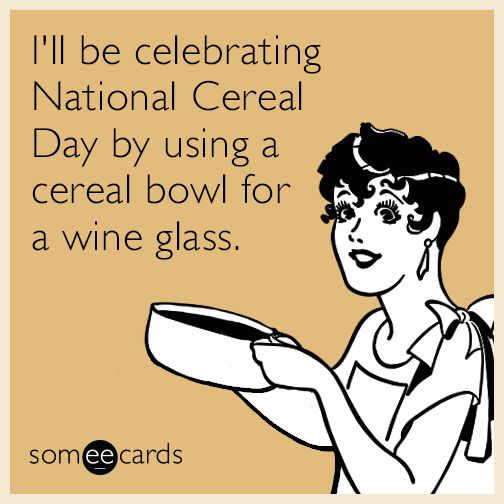 I'll be celebrating
National Cereal
Day by using a
cereal bowl for
a wine glass.
someecards